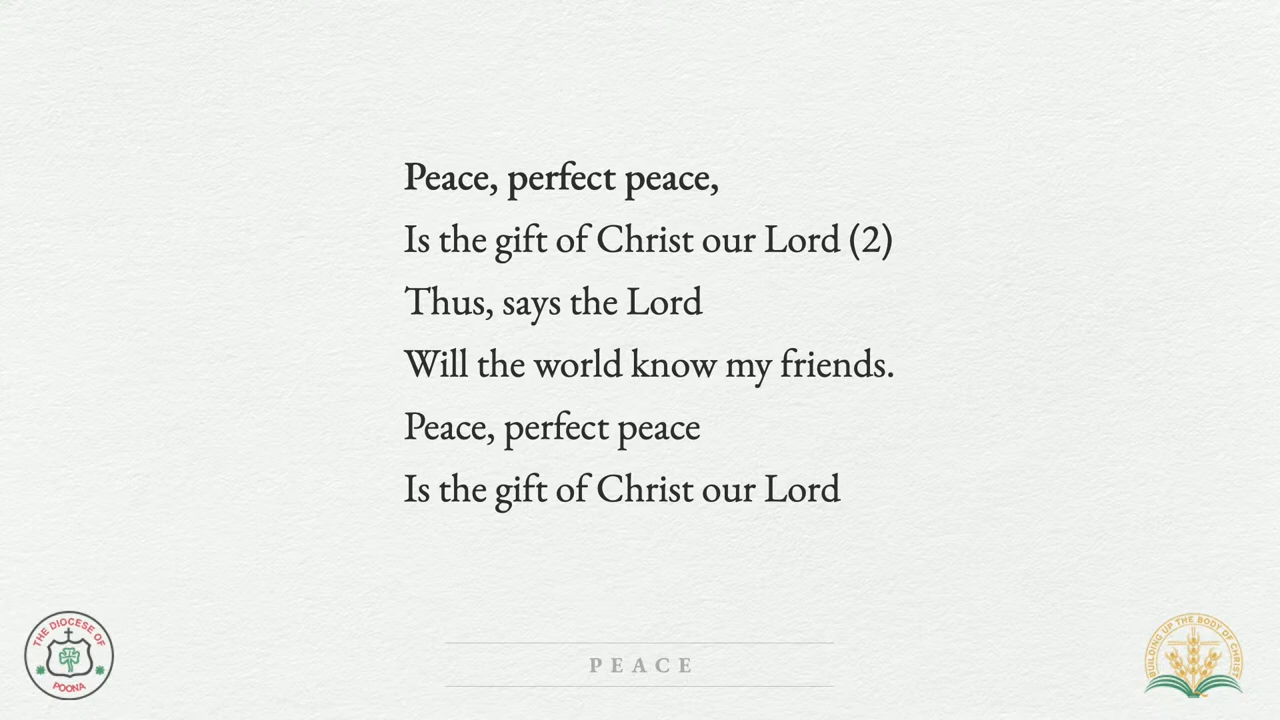 Peace, perfect peace,
Is the gift of Christ our Lord (2)
Thus, says the Lord
Will the world know my friends.
Peace, perfect peace
Is the gift of Christ our Lord
THE DIOCESE OF
POONA
PEACE
BUILDING UP THE BODY OF CHRIST